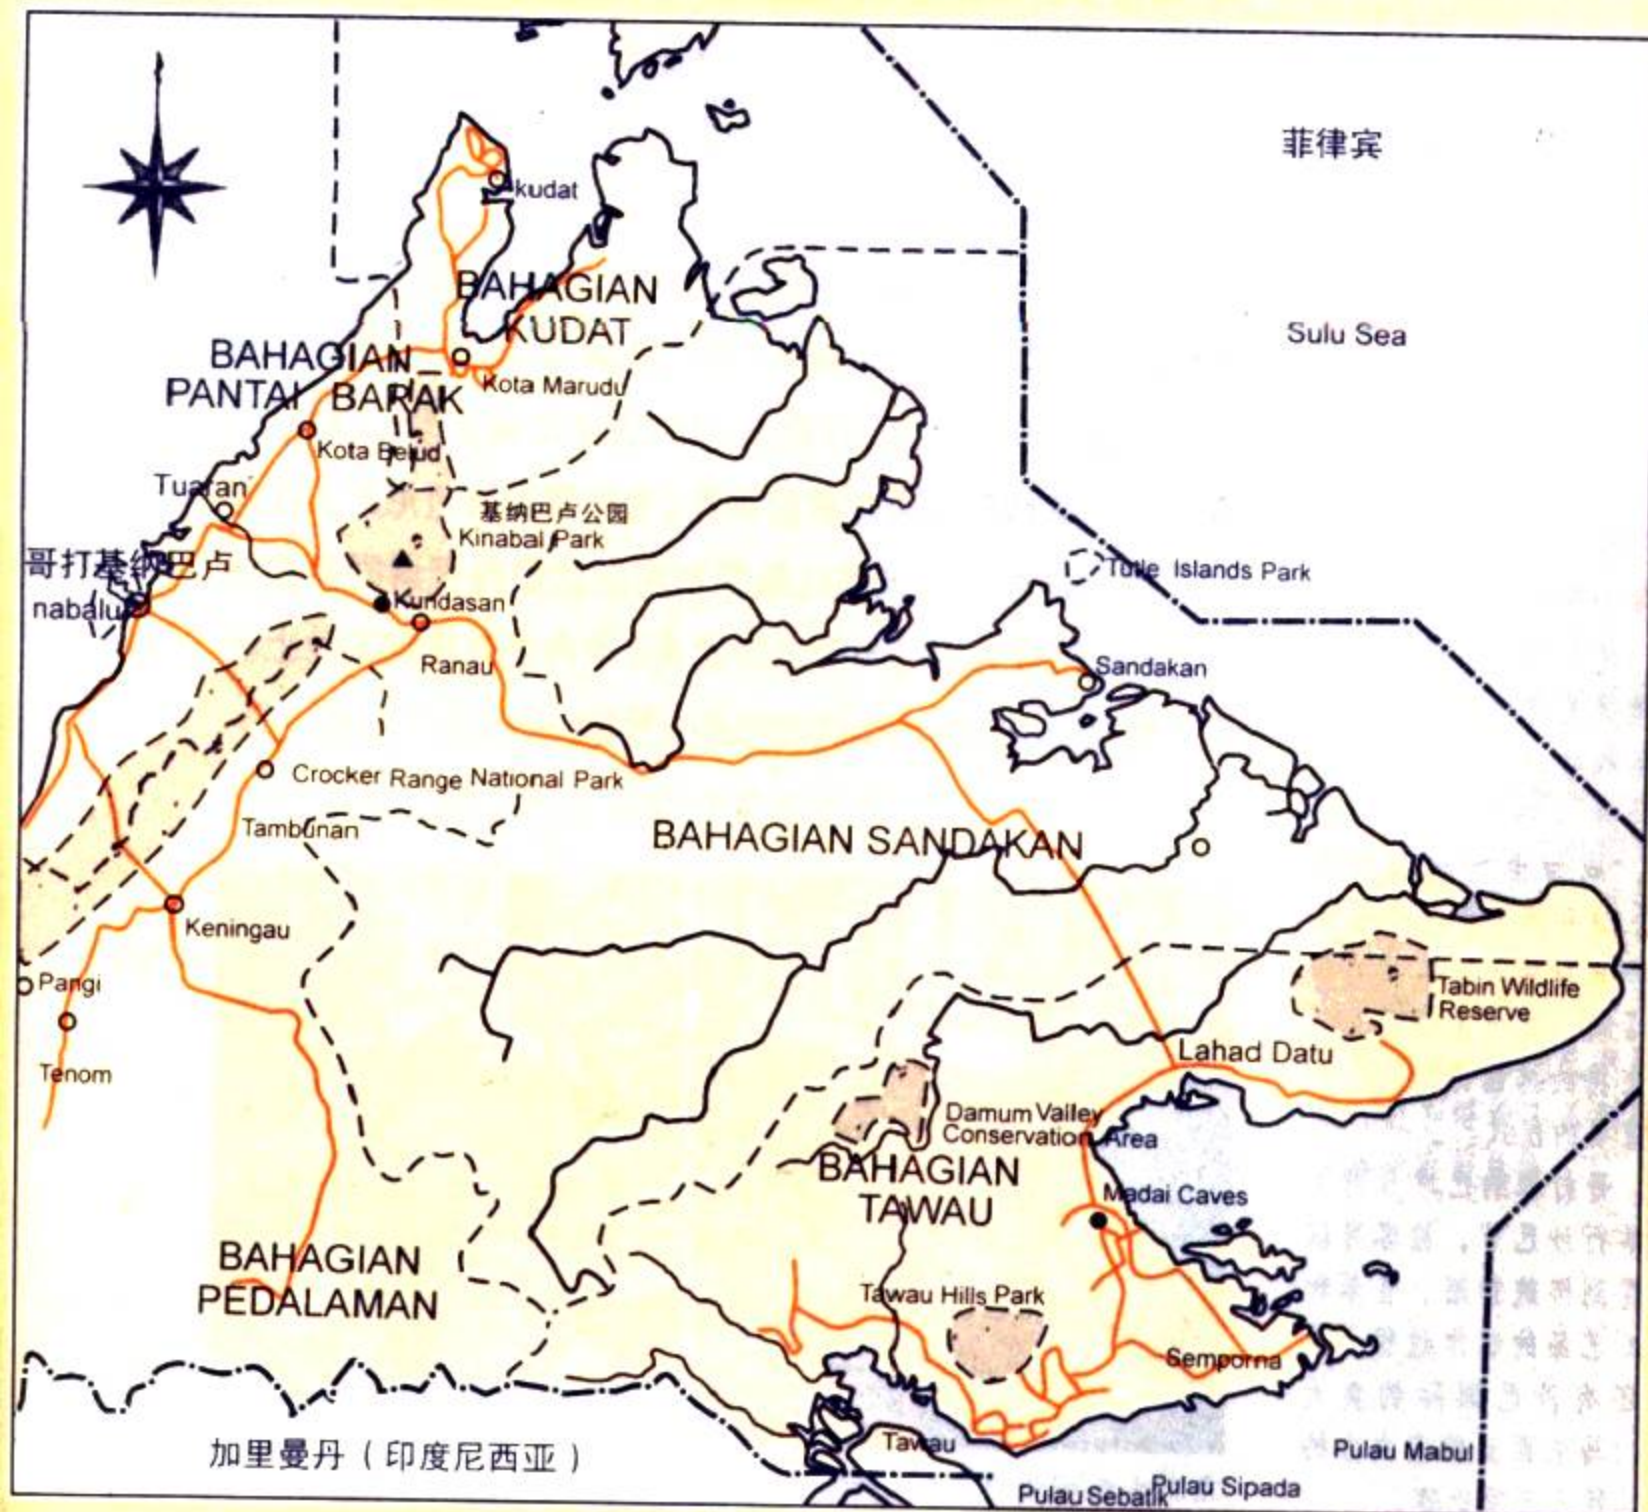 菲律宾
kudat
BAHAGIAN
KUDAT
Sulu Sea
BAHAGIAN
PANTAI BARAK
Kota Marudu
Kota Belud
Tuaran
基纳巴卢公园
Kinabal Park
哥打基纳巴卢
nabalu
Kundasan
Tutle Islands Park
Ranau
Sandakan
Crocker Range National Park
Tambunan
BAHAGIAN SANDAKAN
Keningau
Pangi
Tabin Wildlife
Reserve
Tenom
Lahad Datu
Damum Vailley
Conservation Area
BAHAGIAN
TAWAU
Madai Caves
BAHAGIAN
PEDALAMAN
Tawau Hills Park
Semporna
加里曼丹（印度尼西亚）
Tawau
Pulau Mabul
Pulau Sebatik
Pulau Sipada